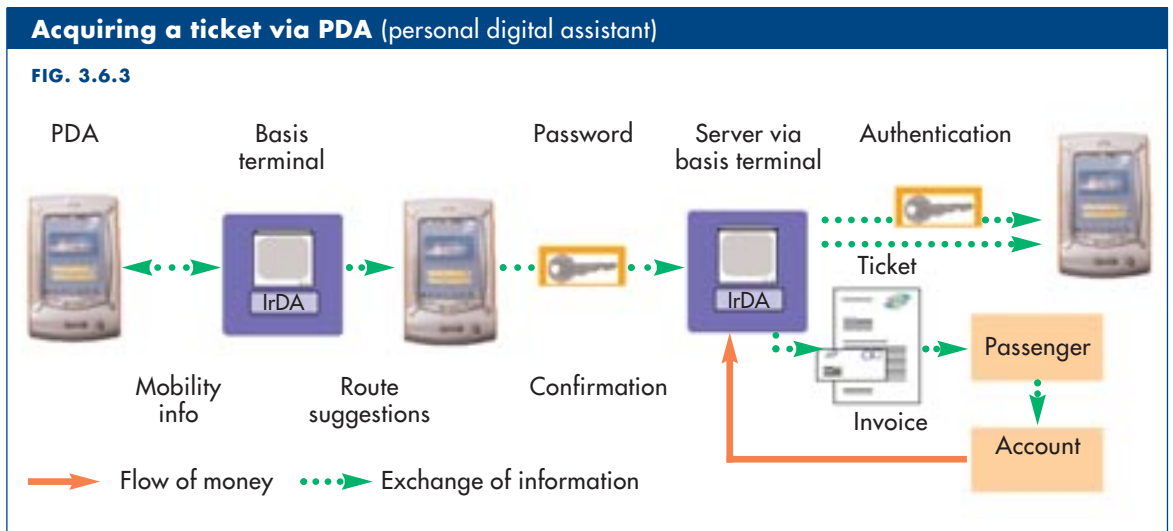 Acquiring a ticket via PDA (personal digital assistant)
FIG. 3.6.3
PDA
Basis
terminal
Password
Server via
basis terminal
Authentication
IrDA
IrDA
Ticket
Mobility
info
Route
suggestions
Confirmation
Invoice
Passenger
Account
Flow of money
Exchange of information